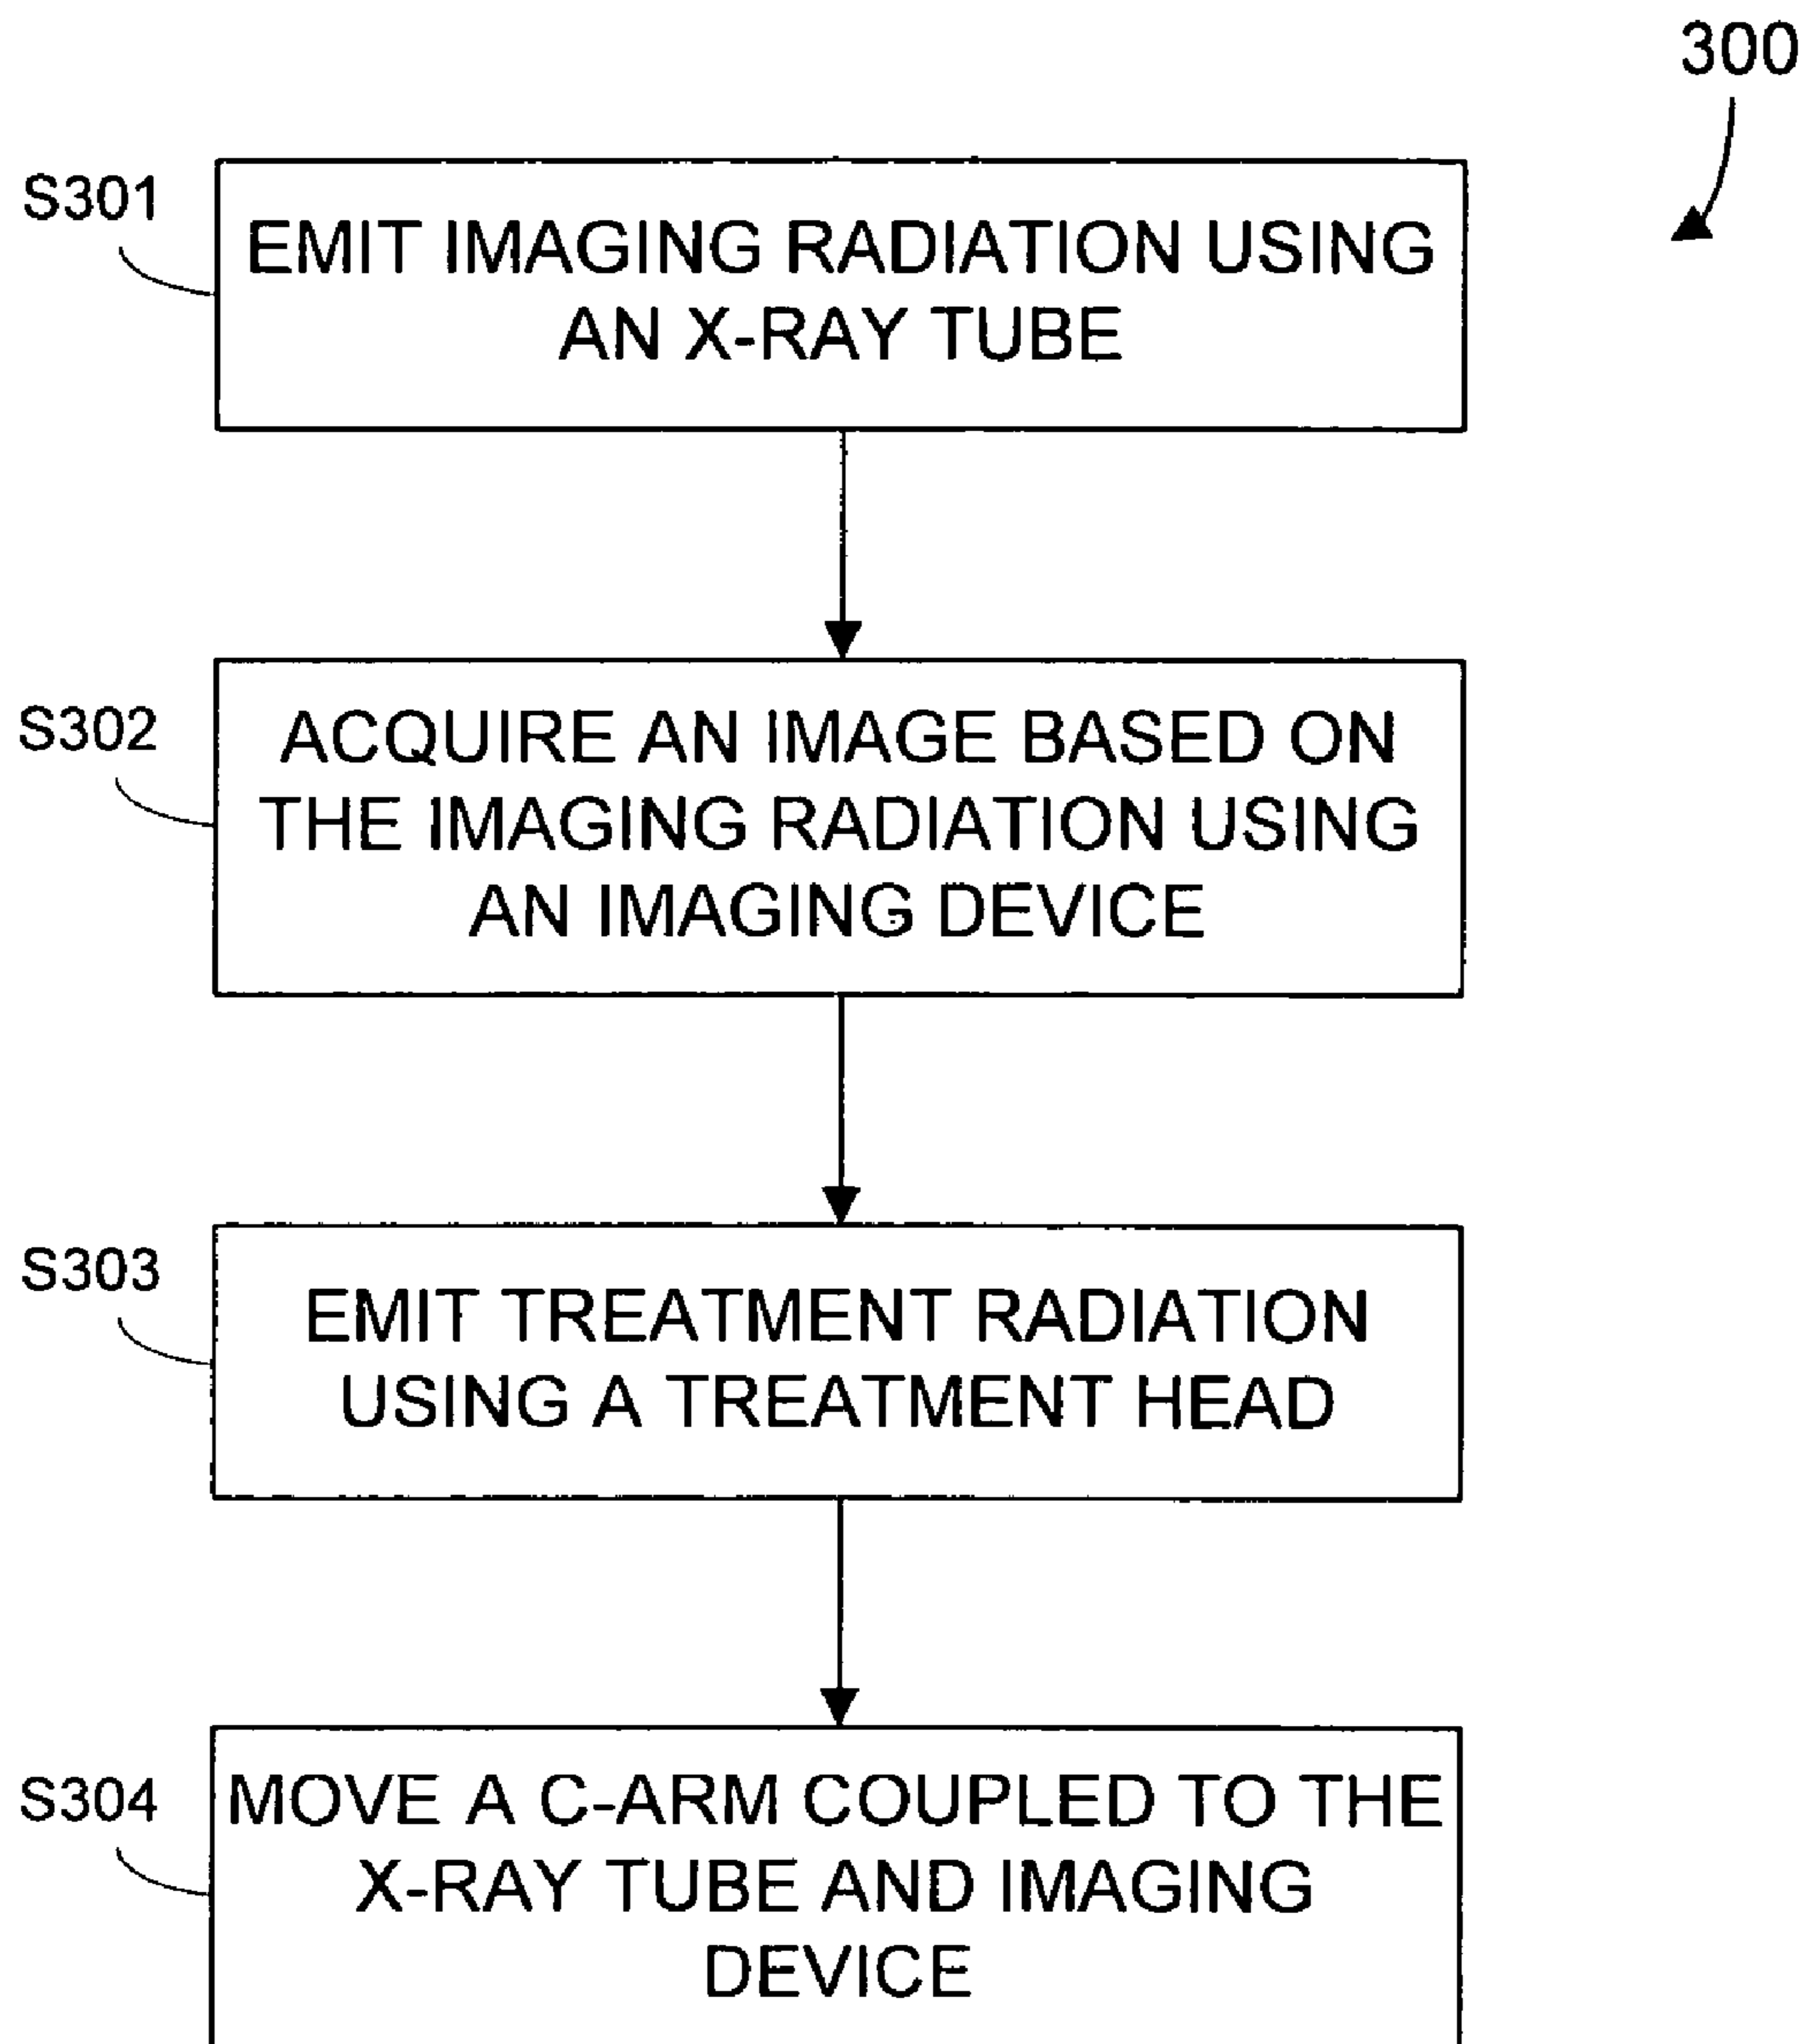 300
S301
EMIT IMAGING RADIATION USING
AN X-RAY TUBE
S302
ACQUIRE AN IMAGE BASED ON
THE IMAGING RADIATION USING
AN IMAGING DEVICE
S303
EMIT TREATMENT RADIATION
USING A TREATMENT HEAD
S304
MOVE A C-ARM COUPLED TO THE
X-RAY TUBE AND IMAGING
DEVICE